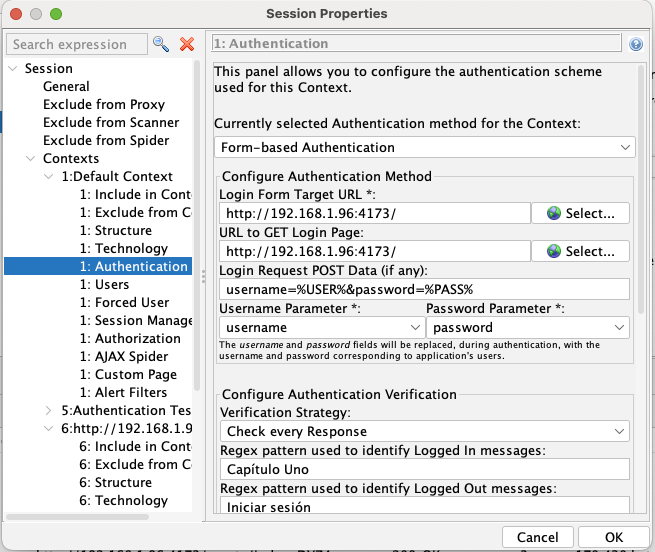 Session Properties
Search expression
Session
General
Exclude from Proxy
Exclude from Scanner
Exclude from Spider
Contexts
1:Default Context
1: Include in Cont
1: Exclude from C
1: Structure
1: Technology
1: Authentication
1: Users
1: Forced User
1: Session Manage
1: Authorization
1: AJAX Spider
1: Custom Page
1: Alert Filters
5:Authentication Tes
6:http://192.168.1.9
6: Include in Cont
6: Exclude from Co
6: Structure
6: Technology
1: Authentication
This panel allows you to configure the authentication scheme
used for this Context.
Currently selected Authentication method for the Context:
Form-based Authentication
Configure Authentication Method
Login Form Target URL *:
http://192.168.1.96:4173/ Select...
URL to GET Login Page:
http://192.168.1.96:4173/ Select...
Login Request POST Data (if any):
username=%USER%&password=%PASS%
Username Parameter *: Password Parameter *:
username password
The username and password fields will be replaced, during authentication, with the
username and password corresponding to application's users.
Configure Authentication Verification
Verification Strategy:
Check every Response
Regex pattern used to identify Logged In messages:
Capítulo Uno
Regex pattern used to identify Logged Out messages:
Iniciar sesión
Cancel OK